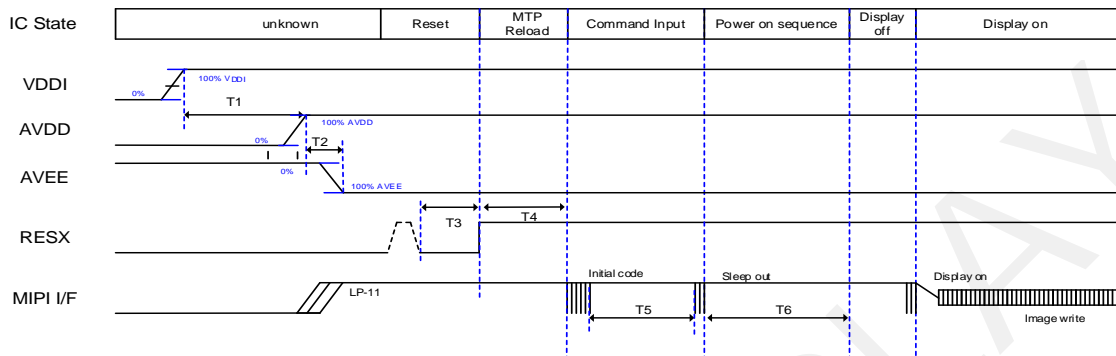 IC State
unknown
Reset
MTP
Reload
Command Input
Power on sequence
Display
off
Display on
VDDI
0%
100% VDDI
T1
AVDD
0%
100% AVDD
T2
AVEE
0%
100% AVEE
RESX
T3
T4
MIPI I/F
LP-11
Initial code
T5
Sleep out
T6
Display on
Image write